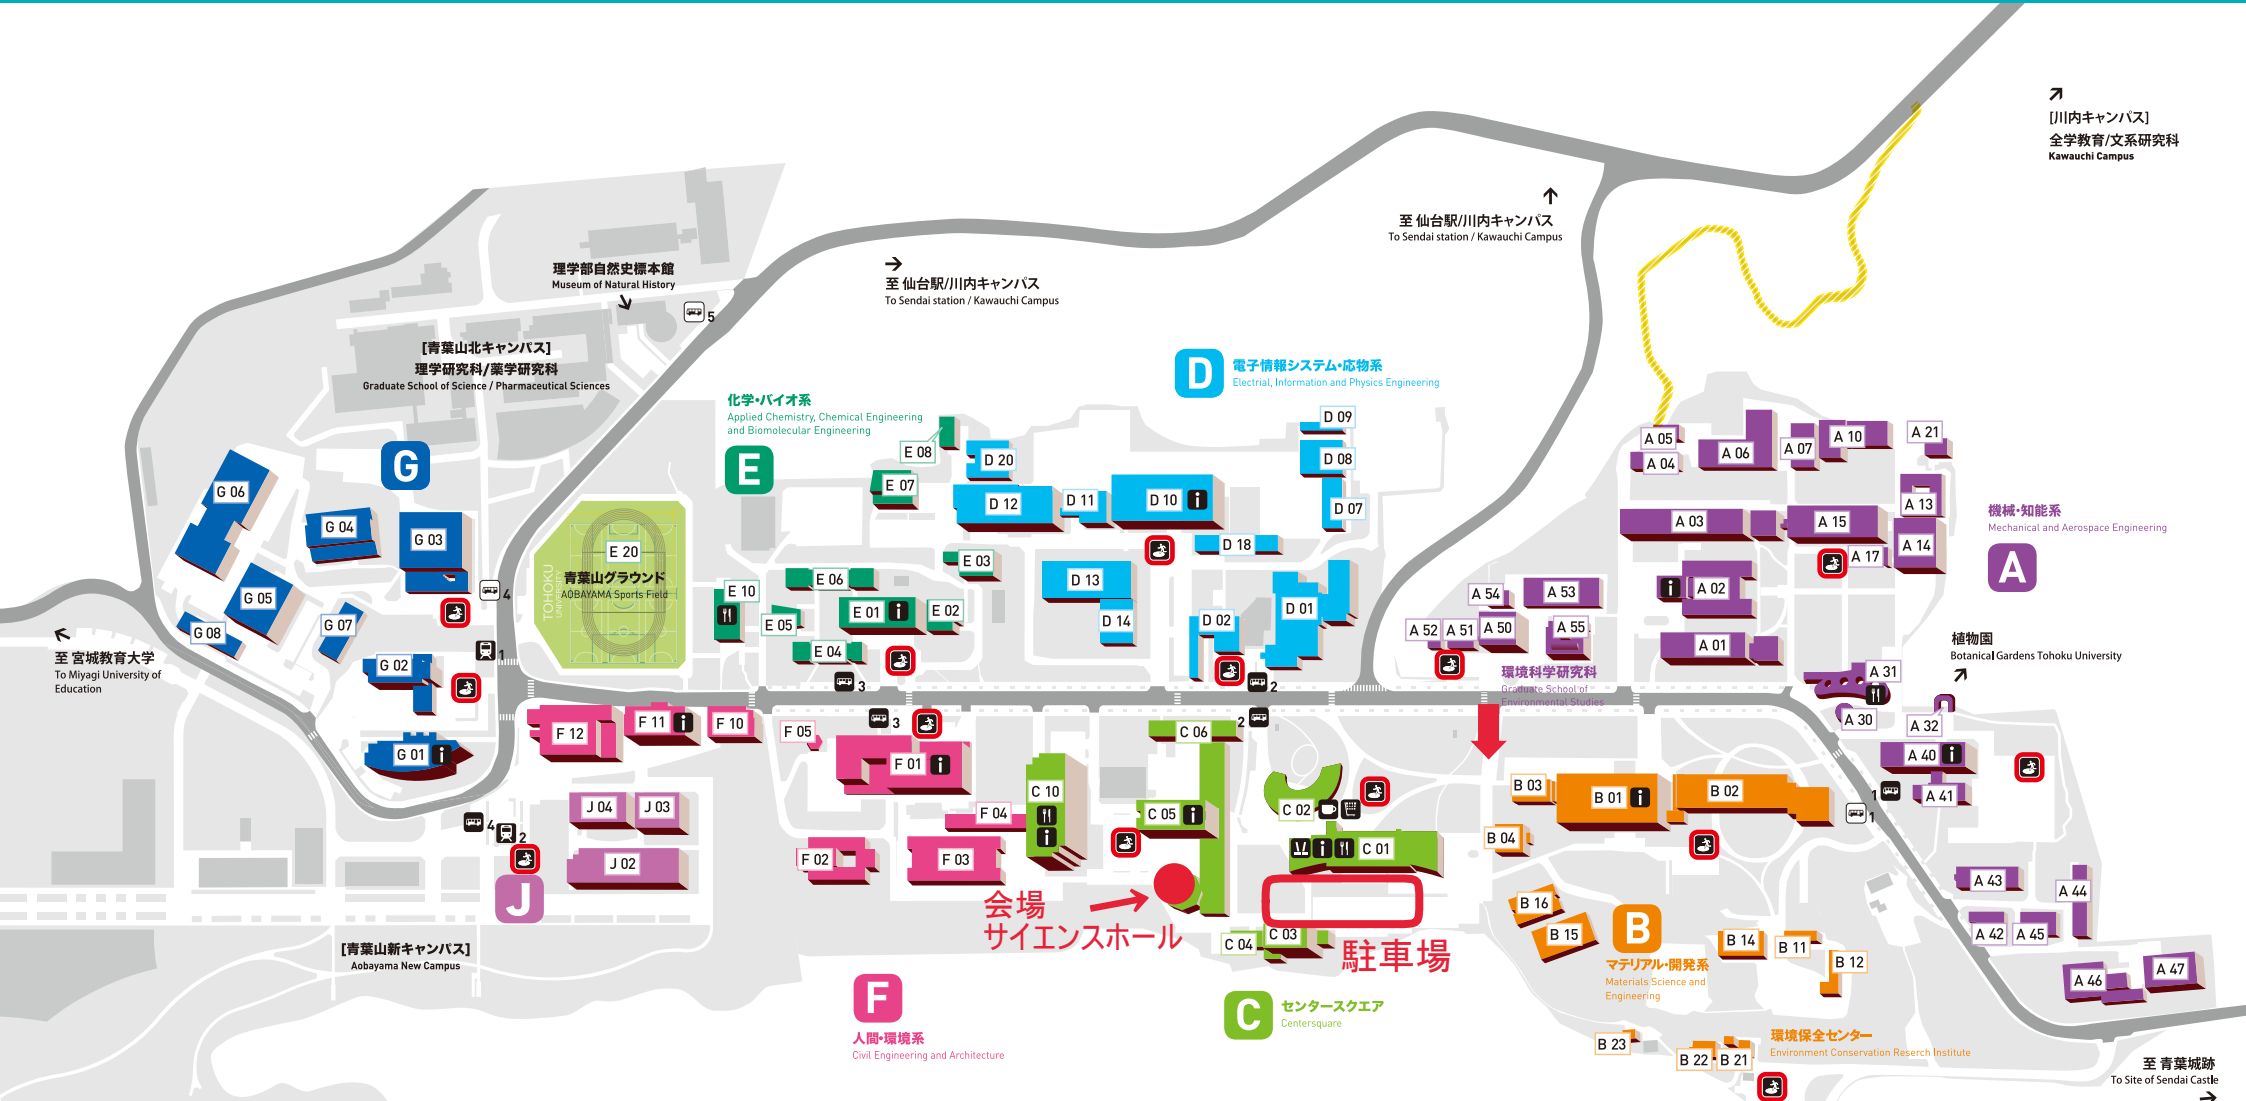 [川内キャンパス]
全学教育/文系研究科
Kawauchi Campus
至 仙台駅/川内キャンパス
To Sendai station / Kawauchi Campus
理学部自然史標本館
Museum of Natural History
至 仙台駅/川内キャンパス
To Sendai station / Kawauchi Campus
5
[青葉山北キャンパス]
理学研究科/薬学研究科
Graduate School of Science / Pharmaceutical Sciences
D
電子情報システム・応物系
Electrial, Information and Physics Engineering
化学・バイオ系
Applied Chemistry, Chemical Engineering
and Biomolecular Engineering
E
G
D 09
D 08
D 07
E 08
D 20
E 07
D 12
D 11
D 10
D 18
A 05
A 04
A 06
A 07
A 10
A 21
A 03
A 15
A 13
A 14
A 17
機械・知能系
Mechanical and Aerospace Engineering
A
G 06
G 04
G 03
G 05
G 08
G 07
G 02
G 01
4
1
TOHOKU
UNIVERSITY
E 20
青葉山グラウンド
AOBAYAMA Sports Field
E 10
E 06
E 03
E 05
E 01
E 02
E 04
D 13
D 14
D 02
D 01
3
2
A 54
A 53
A 52
A 51
A 50
A 55
環境科学研究科
Graduate School of
Environmental Studies
A 02
A 01
植物園
Botanical Gardens Tohoku University
A 31
A 30
A 32
A 40
A 41
1
1
至 宮城教育大学
To Miyagi University of
Education
F 12
F 11
F 10
F 05
3
F 01
F 04
F 02
F 03
C 10
C 06
2
C 05
C 02
C 01
B 03
B 01
B 02
B 04
4
2
J 04
J 03
J 02
J
会場
サイエンスホール
C 04
C 03
駐車場
B 16
B 15
B
マテリアル・開発系
Materials Science and
Engineering
B 14
B 11
B 12
A 43
A 44
A 42
A 45
A 46
A 47
[青葉山新キャンパス]
Aobayama New Campus
F
人間・環境系
Civil Engineering and Architecture
C
センタースクエア
Centersquare
B 23
B 22
B 21
環境保全センター
Environment Conservation Reserch Institute
至 青葉城跡
To Site of Sendai Castle